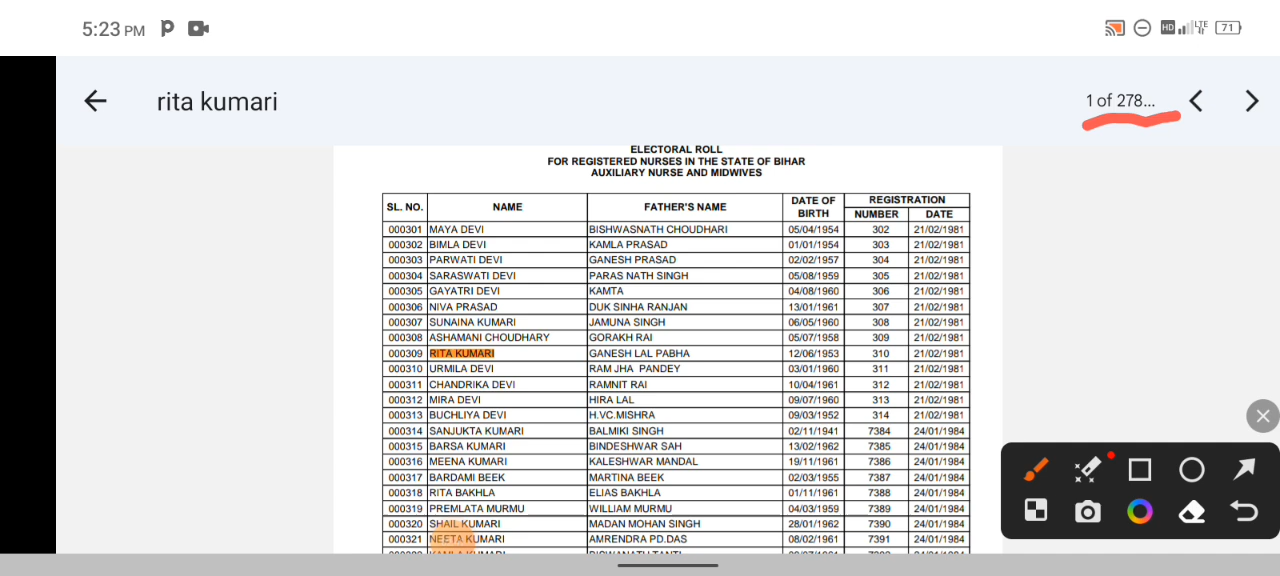 5:23 PM
HD LTE 71
rita kumari
1 of 278...
ELECTORAL ROLL
FOR REGISTERED NURSES IN THE STATE OF BIHAR
AUXILIARY NURSE AND MIDWIVES
SL. NO. NAME FATHER'S NAME DATE OF BIRTH REGISTRATION
NUMBER DATE
000301 MAYA DEVI BISHWASNATH CHOUDHARI 05/04/1954 302 21/02/1981
000302 BIMLA DEVI KAMLA PRASAD 01/01/1954 303 21/02/1981
000303 PARWATI DEVI GANESH PRASAD 02/02/1957 304 21/02/1981
000304 SARASWATI DEVI PARAS NATH SINGH 05/08/1959 305 21/02/1981
000305 GAYATRI DEVI KAMTA 04/08/1960 306 21/02/1981
000306 NIVA PRASAD DUK SINHA RANJAN 13/01/1961 307 21/02/1981
000307 SUNAINA KUMARI JAMUNA SINGH 06/05/1960 308 21/02/1981
000308 ASHAMANI CHOUDHARY GORAKH RAI 05/07/1958 309 21/02/1981
000309 RITA KUMARI GANESH LAL PABHA 12/06/1953 310 21/02/1981
000310 URMILA DEVI RAM JHA PANDEY 03/01/1960 311 21/02/1981
000311 CHANDRIKA DEVI RAMNIT RAI 10/04/1961 312 21/02/1981
000312 MIRA DEVI HIRA LAL 09/07/1960 313 21/02/1981
000313 BUCHLIYA DEVI H.VC.MISHRA 09/03/1952 314 21/02/1981
000314 SANJUKTA KUMARI BALMIKI SINGH 02/11/1941 7384 24/01/1984
000315 BARSA KUMARI BINDESHWAR SAH 13/02/1962 7385 24/01/1984
000316 MEENA KUMARI KALESHWAR MANDAL 19/11/1961 7386 24/01/1984
000317 BARDAMI BEEK MARTINA BEEK 02/03/1955 7387 24/01/1984
000318 RITA BAKHLA ELIAS BAKHLA 01/11/1961 7388 24/01/1984
000319 PREMLATA MURMU WILLIAM MURMU 04/03/1959 7389 24/01/1984
000320 SHAIL KUMARI MADAN MOHAN SINGH 28/01/1962 7390 24/01/1984
000321 NEETA KUMARI AMRENDRA PD.DAS 08/02/1961 7391 24/01/1984